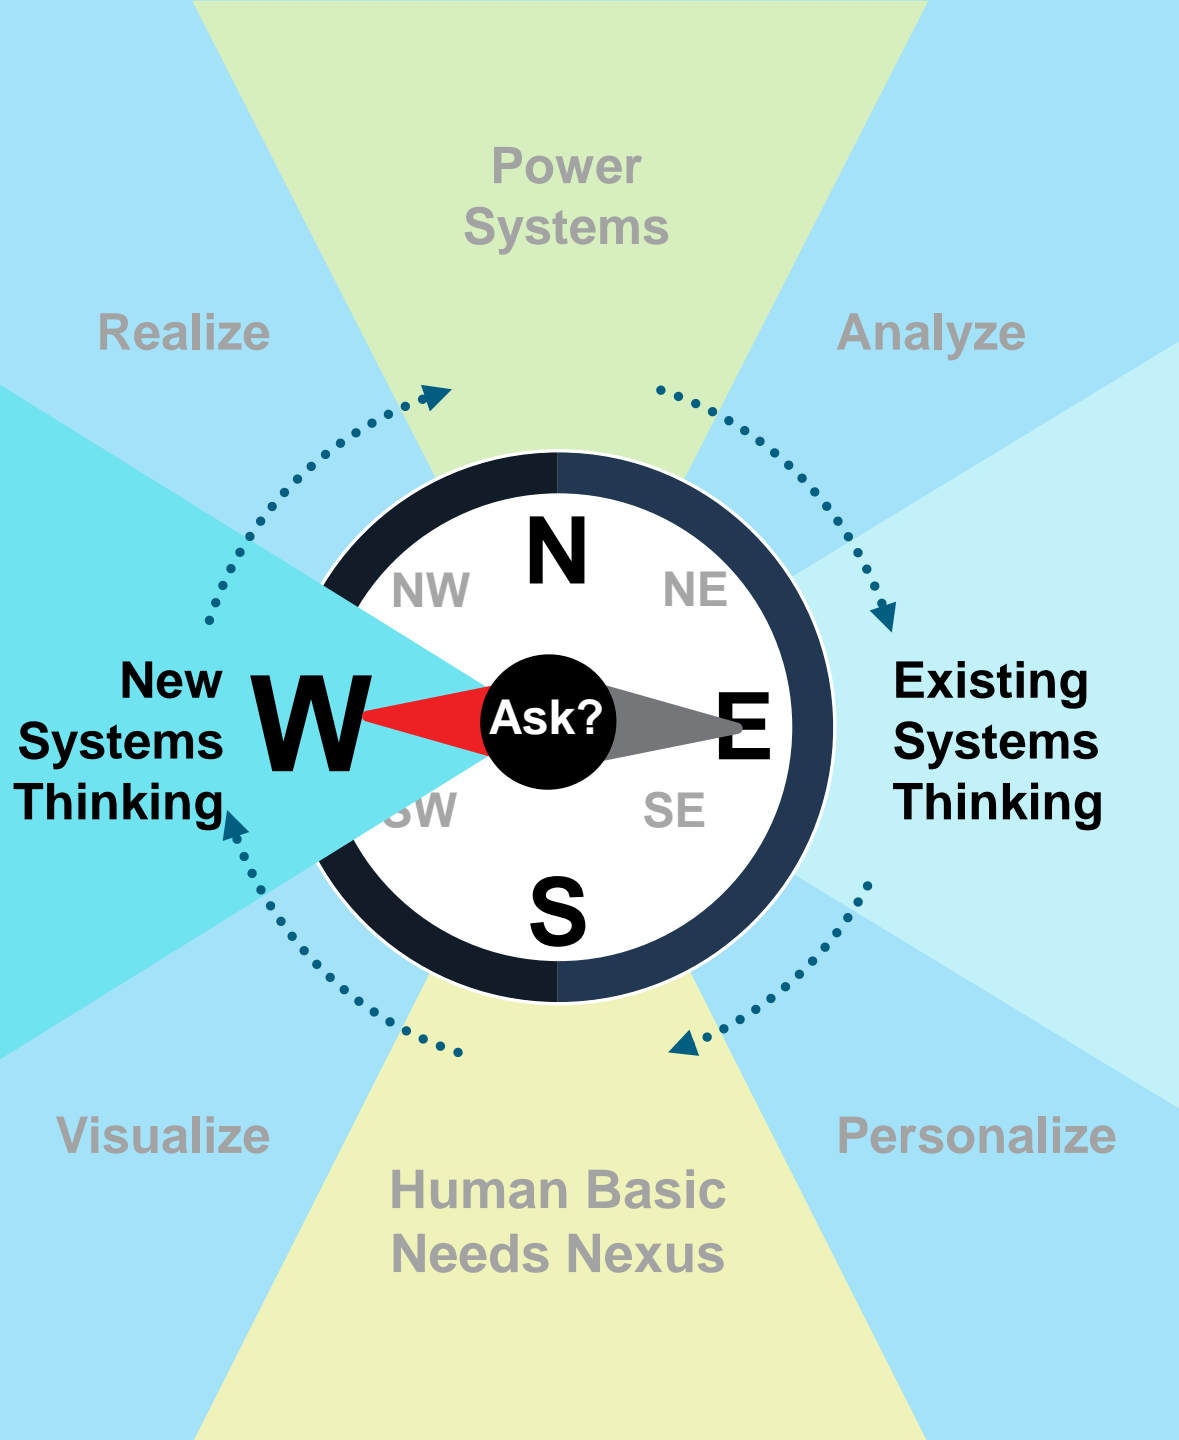 Power
Systems
Realize
Analyze
N
NW
NE
New
Systems
Thinking
W
Ask?
E
Existing
Systems
Thinking
SW
SE
S
Visualize
Personalize
Human Basic
Needs Nexus